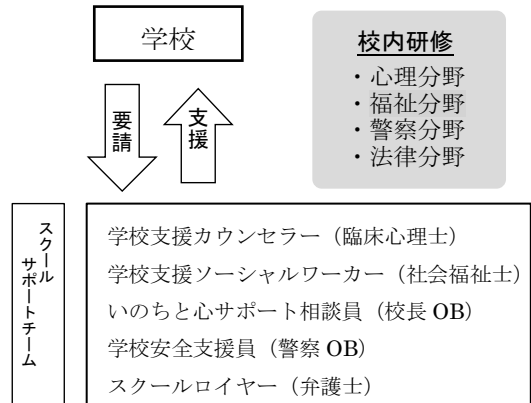 学校
校内研修
・心理分野
・福祉分野
・警察分野
・法律分野
要請
支援
スクール
サポートチーム
学校支援カウンセラー（臨床心理士）
学校支援ソーシャルワーカー（社会福祉士）
いのちと心サポート相談員（校長 OB）
学校安全支援員（警察 OB）
スクールロイヤー（弁護士）